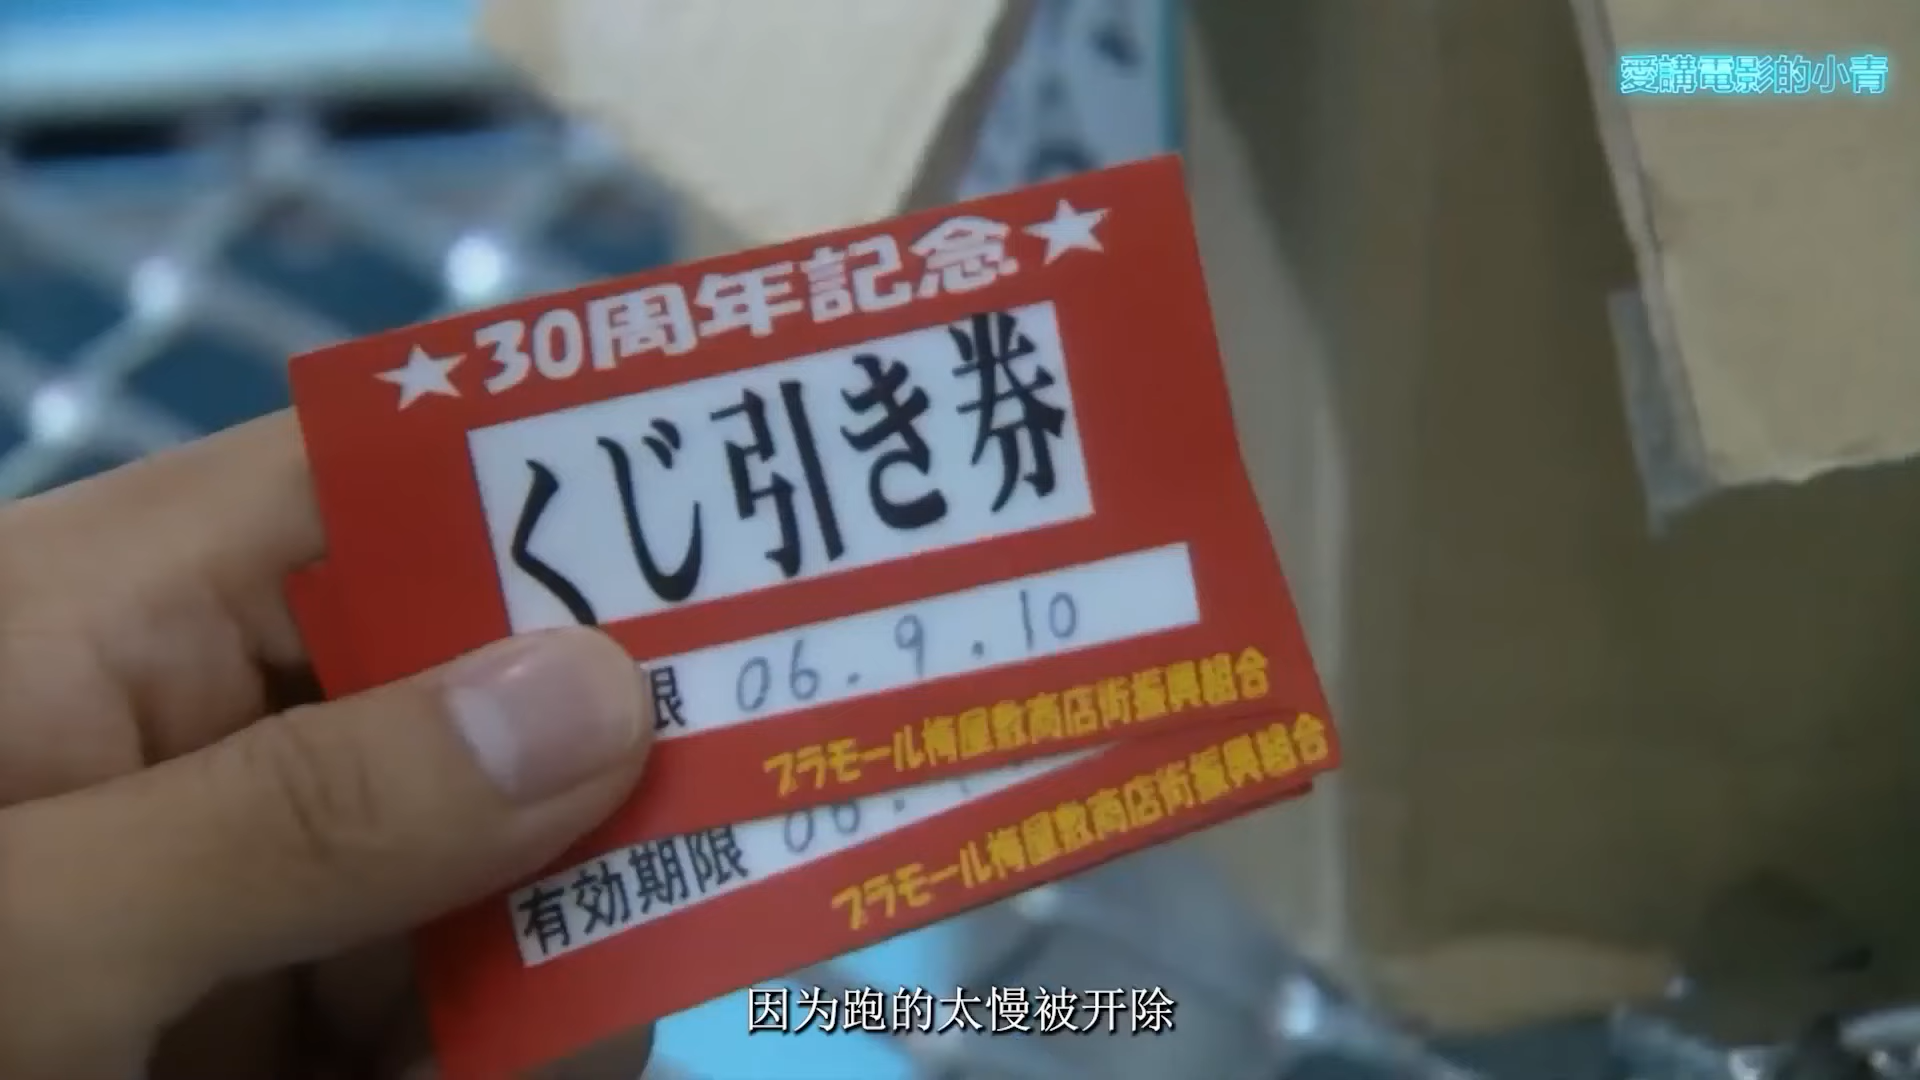 愛講電影的小青
★30周年記念★
くじ引き券
限 06.9.10
プラモール梅屋敷商店街振興組合
有効期限 06.
プラモール梅屋敷商店街振興組合
因为跑的太慢被开除